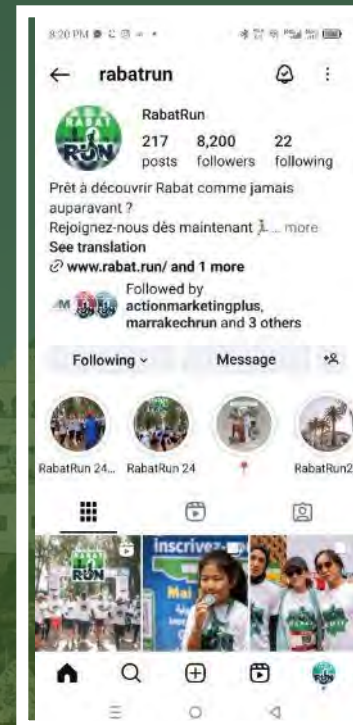 8:20 PM
rabatrun
RABAT
RUN
RabatRun
217 8,200 22
posts followers following
Prêt à découvrir Rabat comme jamais
auparavant ?
Rejoignez-nous dès maintenant ... more
See translation
www.rabat.run/ and 1 more
Followed by
actionmarketingplus,
marrakechrun and 3 others
Following Message
RabatRun 24... RabatRun 24 RabatRun2
RABAT
RUN
inscrivez-
Mai